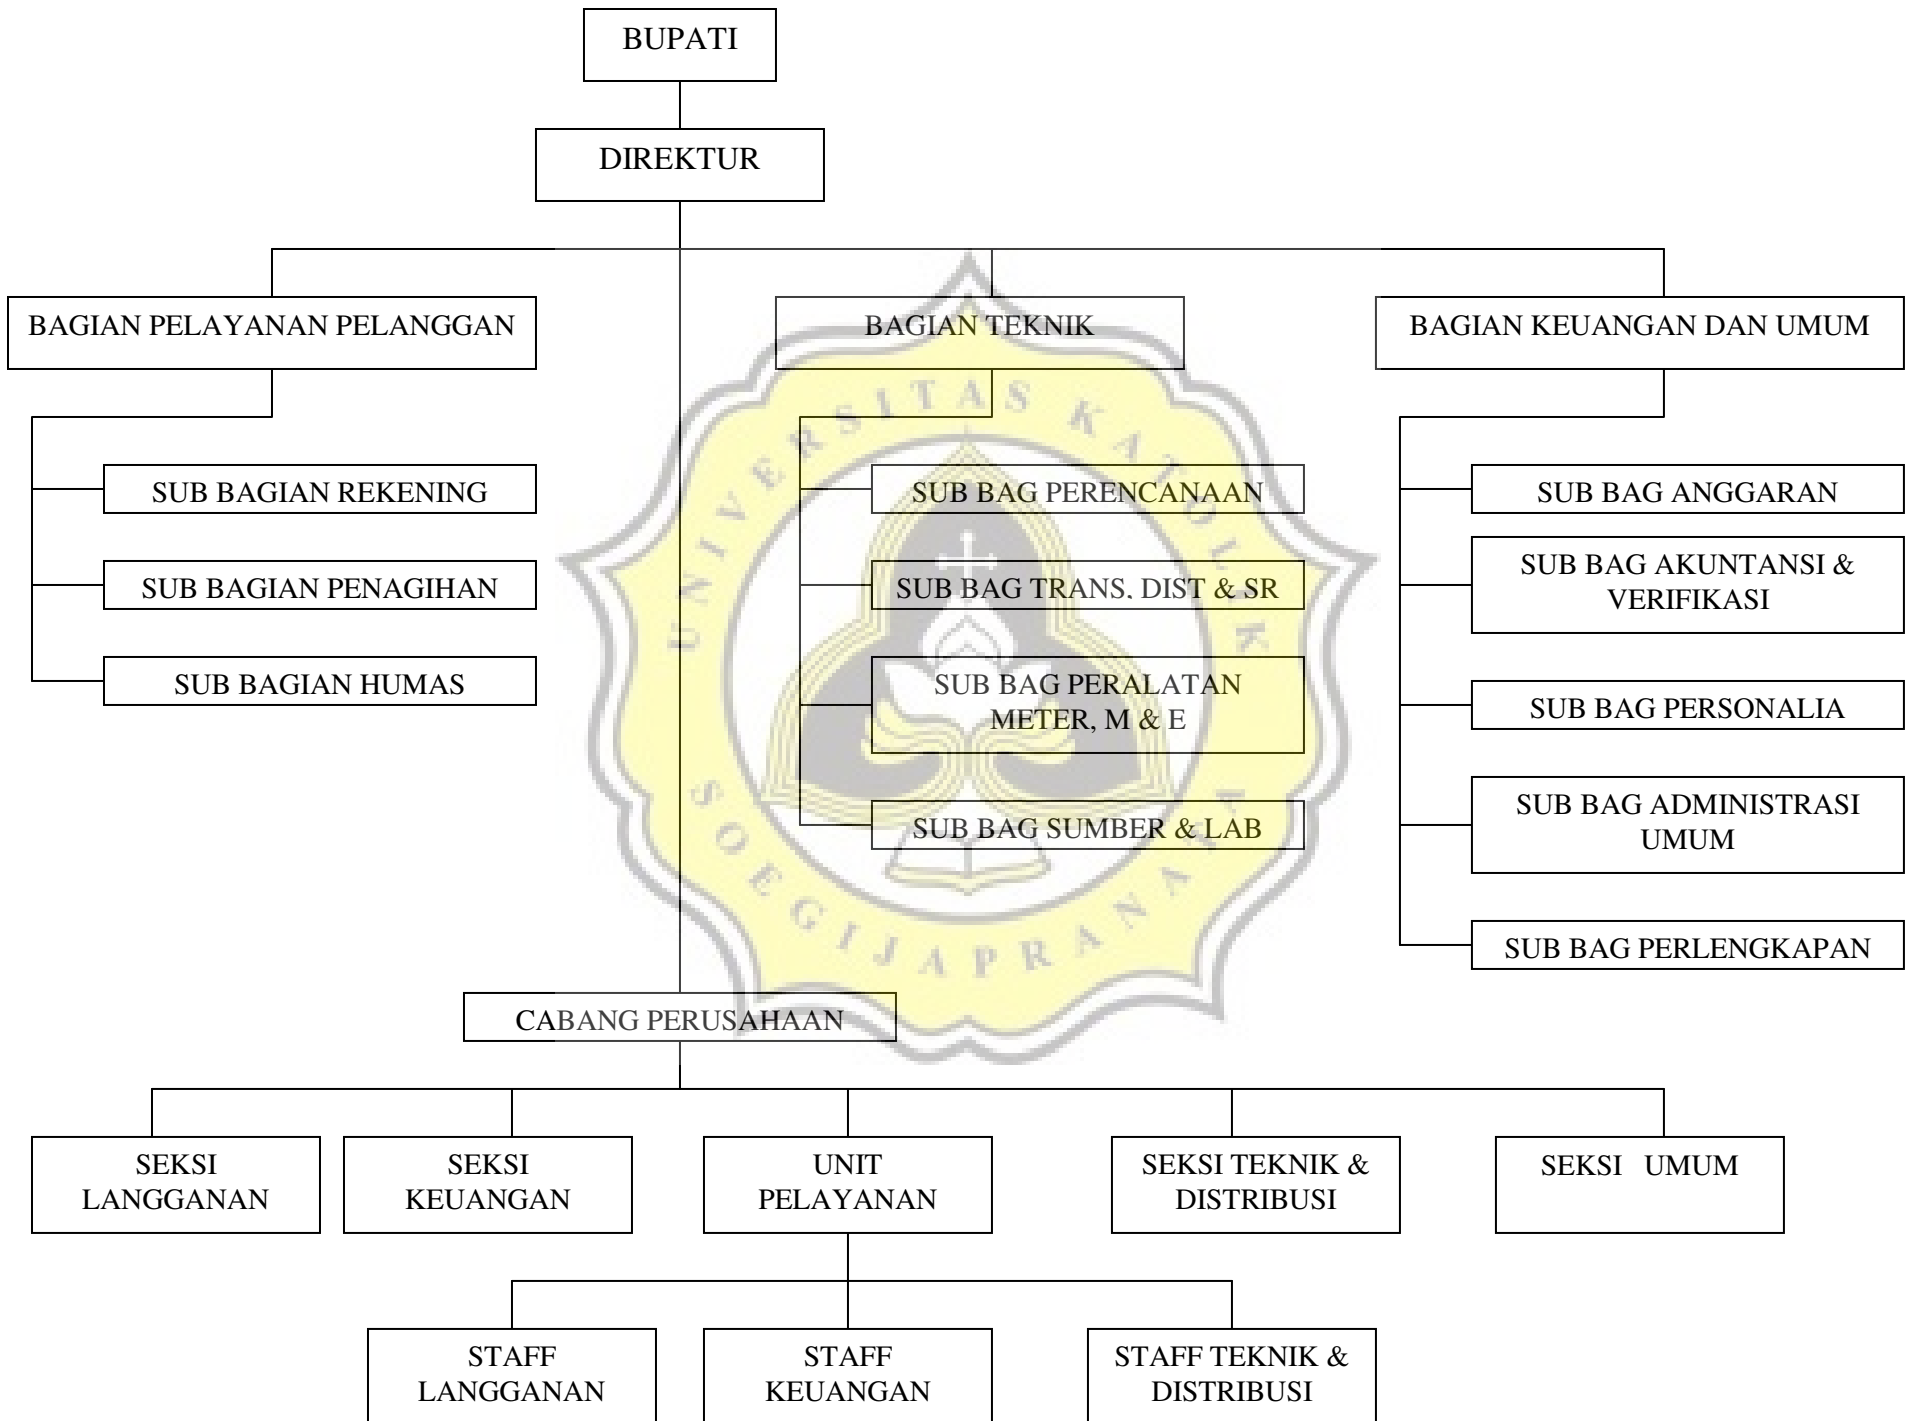 BUPATI
DIREKTUR
BAGIAN PELAYANAN PELANGGAN
BAGIAN TEKNIK
BAGIAN KEUANGAN DAN UMUM
SUB BAGIAN REKENING
SUB BAGIAN PENAGIHAN
SUB BAGIAN HUMAS
SUB BAG PERENCANAAN
SUB BAG TRANS, DIST & SR
SUB BAG PERALATAN
METER, M & E
SUB BAG SUMBER & LAB
SUB BAG ANGGARAN
SUB BAG AKUNTANSI &
VERIFIKASI
SUB BAG PERSONALIA
SUB BAG ADMINISTRASI
UMUM
SUB BAG PERLENGKAPAN
UNIVERSITAS KATOLIK
SOEGIJAPRANATA
CABANG PERUSAHAAN
SEKSI
LANGGANAN
SEKSI
KEUANGAN
UNIT
PELAYANAN
SEKSI TEKNIK &
DISTRIBUSI
SEKSI UMUM
STAFF
LANGGANAN
STAFF
KEUANGAN
STAFF TEKNIK &
DISTRIBUSI